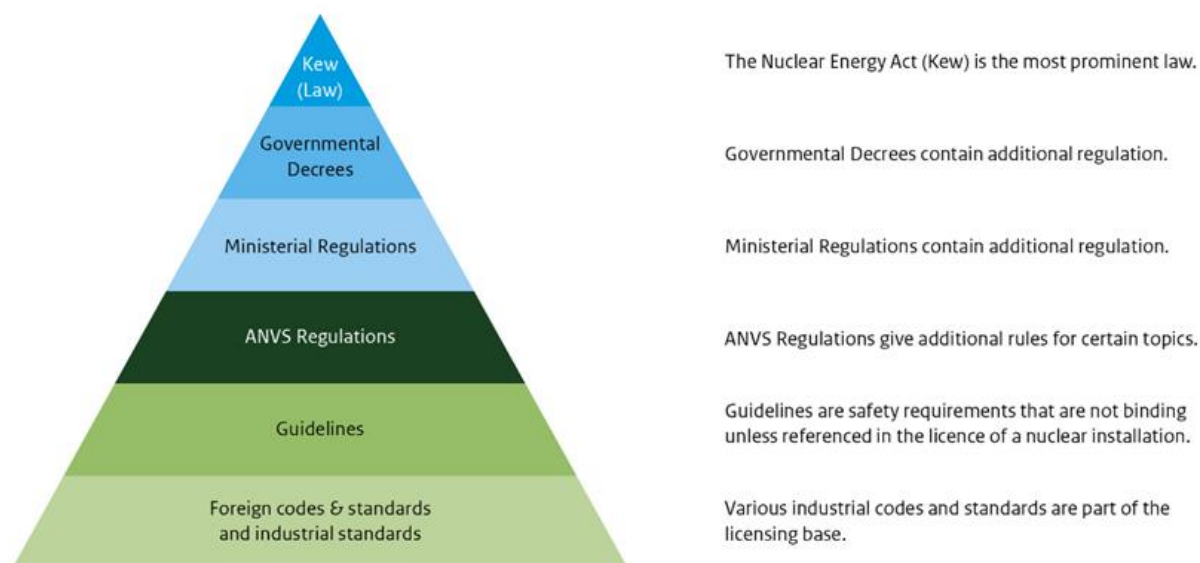 Kew
(Law)
The Nuclear Energy Act (Kew) is the most prominent law.
Governmental
Decrees
Governmental Decrees contain additional regulation.
Ministerial Regulations
Ministerial Regulations contain additional regulation.
ANVS Regulations
ANVS Regulations give additional rules for certain topics.
Guidelines
Guidelines are safety requirements that are not binding
unless referenced in the licence of a nuclear installation.
Foreign codes & standards
and industrial standards
Various industrial codes and standards are part of the
licensing base.